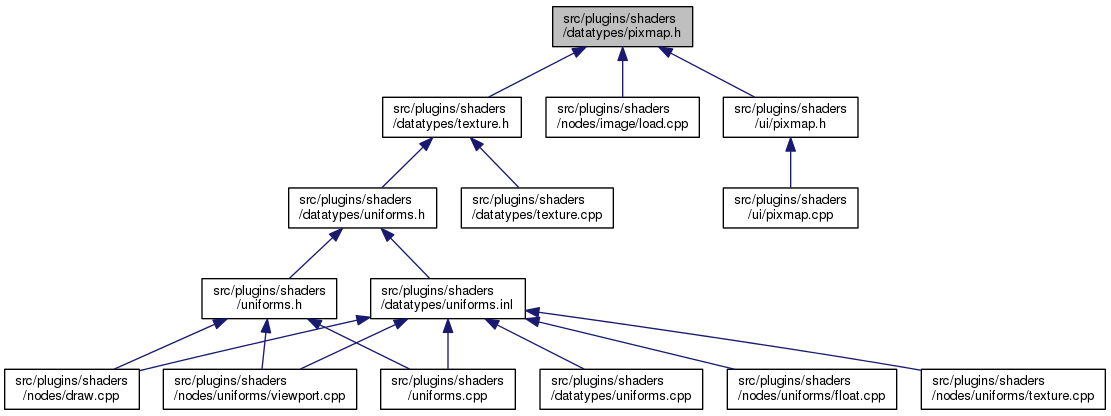 src/plugins/shaders
/datatypes/pixmap.h
src/plugins/shaders
/datatypes/texture.h
src/plugins/shaders
/nodes/image/load.cpp
src/plugins/shaders
/ui/pixmap.h
src/plugins/shaders
/datatypes/uniforms.h
src/plugins/shaders
/datatypes/texture.cpp
src/plugins/shaders
/ui/pixmap.cpp
src/plugins/shaders
/uniforms.h
src/plugins/shaders
/datatypes/uniforms.inl
src/plugins/shaders
/nodes/draw.cpp
src/plugins/shaders
/nodes/uniforms/viewport.cpp
src/plugins/shaders
/uniforms.cpp
src/plugins/shaders
/datatypes/uniforms.cpp
src/plugins/shaders
/nodes/uniforms/float.cpp
src/plugins/shaders
/nodes/uniforms/texture.cpp